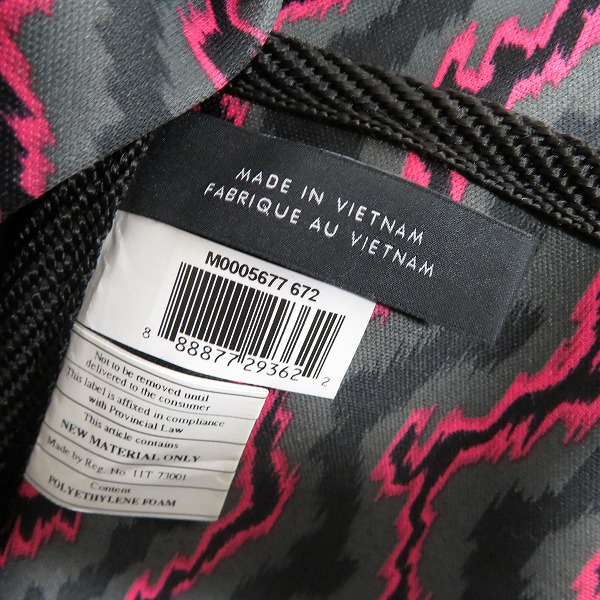 MADE IN VIETNAM
FABRIQUE AU VIETNAM
M0005677 672
8 88877 29362 2
Not to be removed until
delivered to the consumer
This label is affixed in compliance
with Provincial Law
This article contains
NEW MATERIAL ONLY
Made by Reg. No. 11T 73001
Content
POLYETHYLENE FOAM